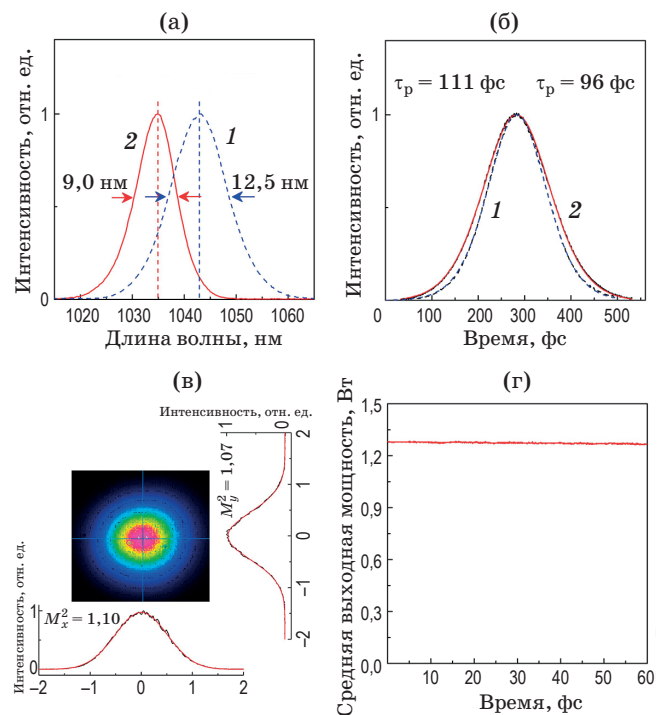 (а)
Интенсивность, отн. ед.
1
0
2
1
9,0 нм
12,5 нм
1020 1030 1040 1050 1060
Длина волны, нм
(б)
Интенсивность, отн. ед.
1
0
τp = 111 фс τp = 96 фс
1
2
100 200 300 400 500
Время, фс
(в)
Интенсивность, отн. ед.
1 0
M²y = 1,07
2
1
0
−1
−2
Интенсивность, отн. ед.
1
0
M²x = 1,10
−2 −1 0 1 2
(г)
Средняя выходная мощность, Вт
1,5
1,2
0,9
0,6
0,3
0,0
10 20 30 40 50 60
Время, фс